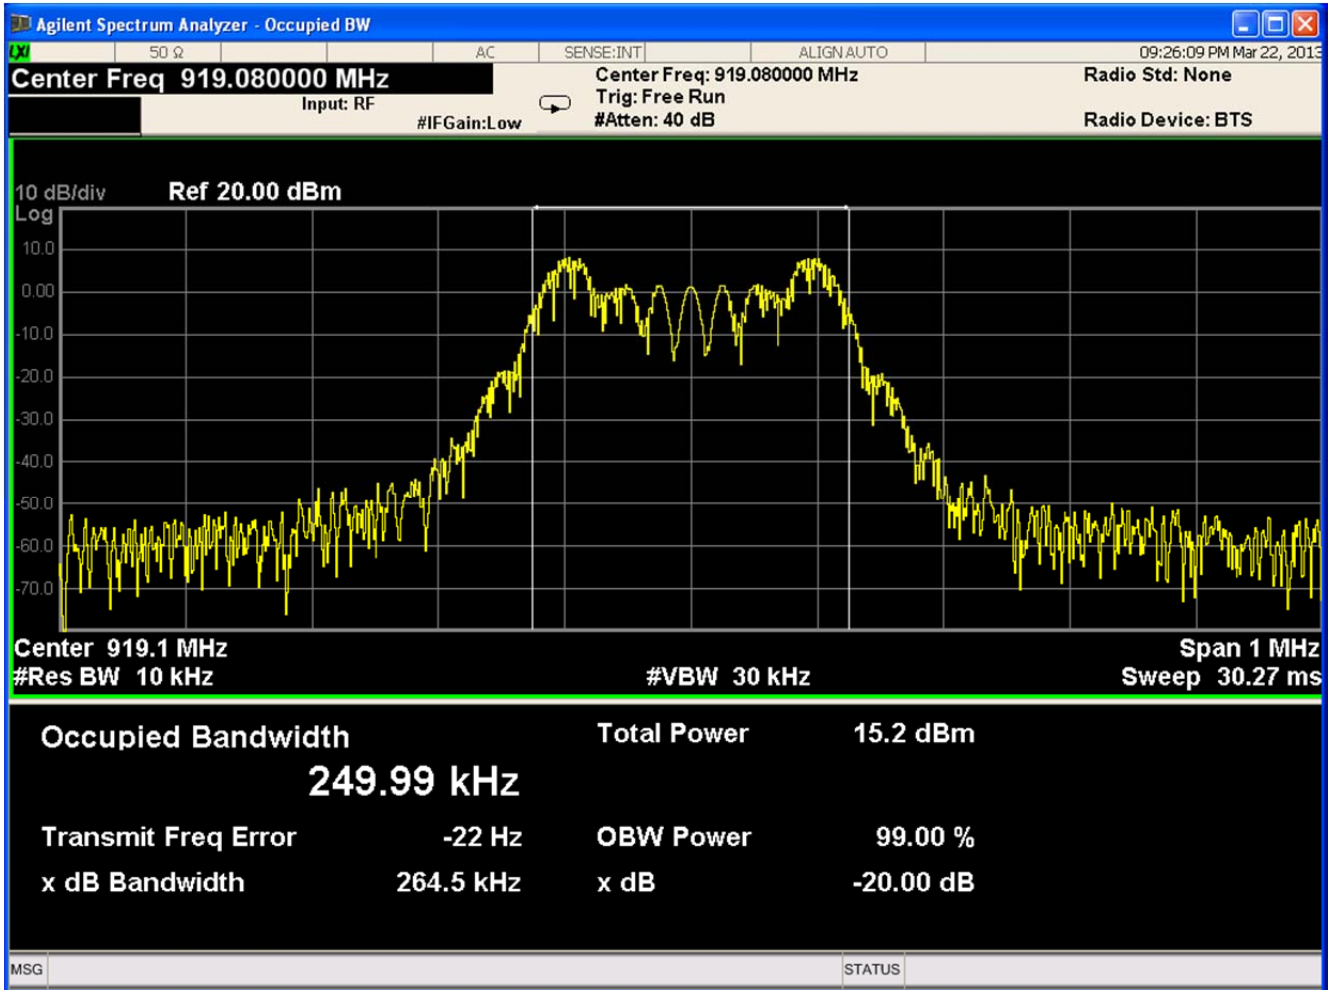 Agilent Spectrum Analyzer - Occupied BW
LXI 50 Ω AC SENSE:INT ALIGN AUTO 09:26:09 PM Mar 22, 2013
Center Freq 919.080000 MHz Center Freq: 919.080000 MHz Radio Std: None
Input: RF Trig: Free Run
#IFGain:Low #Atten: 40 dB Radio Device: BTS
10 dB/div Ref 20.00 dBm
Log
10.0
0.00
-10.0
-20.0
-30.0
-40.0
-50.0
-60.0
-70.0
Center 919.1 MHz Span 1 MHz
#Res BW 10 kHz #VBW 30 kHz Sweep 30.27 ms
Occupied Bandwidth Total Power 15.2 dBm
249.99 kHz
Transmit Freq Error -22 Hz OBW Power 99.00 %
x dB Bandwidth 264.5 kHz x dB -20.00 dB
MSG STATUS